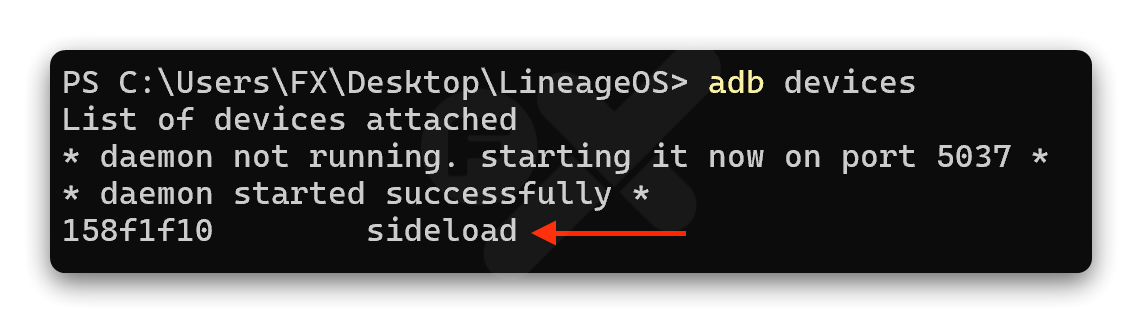 PS C:\Users\FX\Desktop\LineageOS> adb devices
List of devices attached
* daemon not running. starting it now on port 5037 *
* daemon started successfully *
158f1f10        sideload